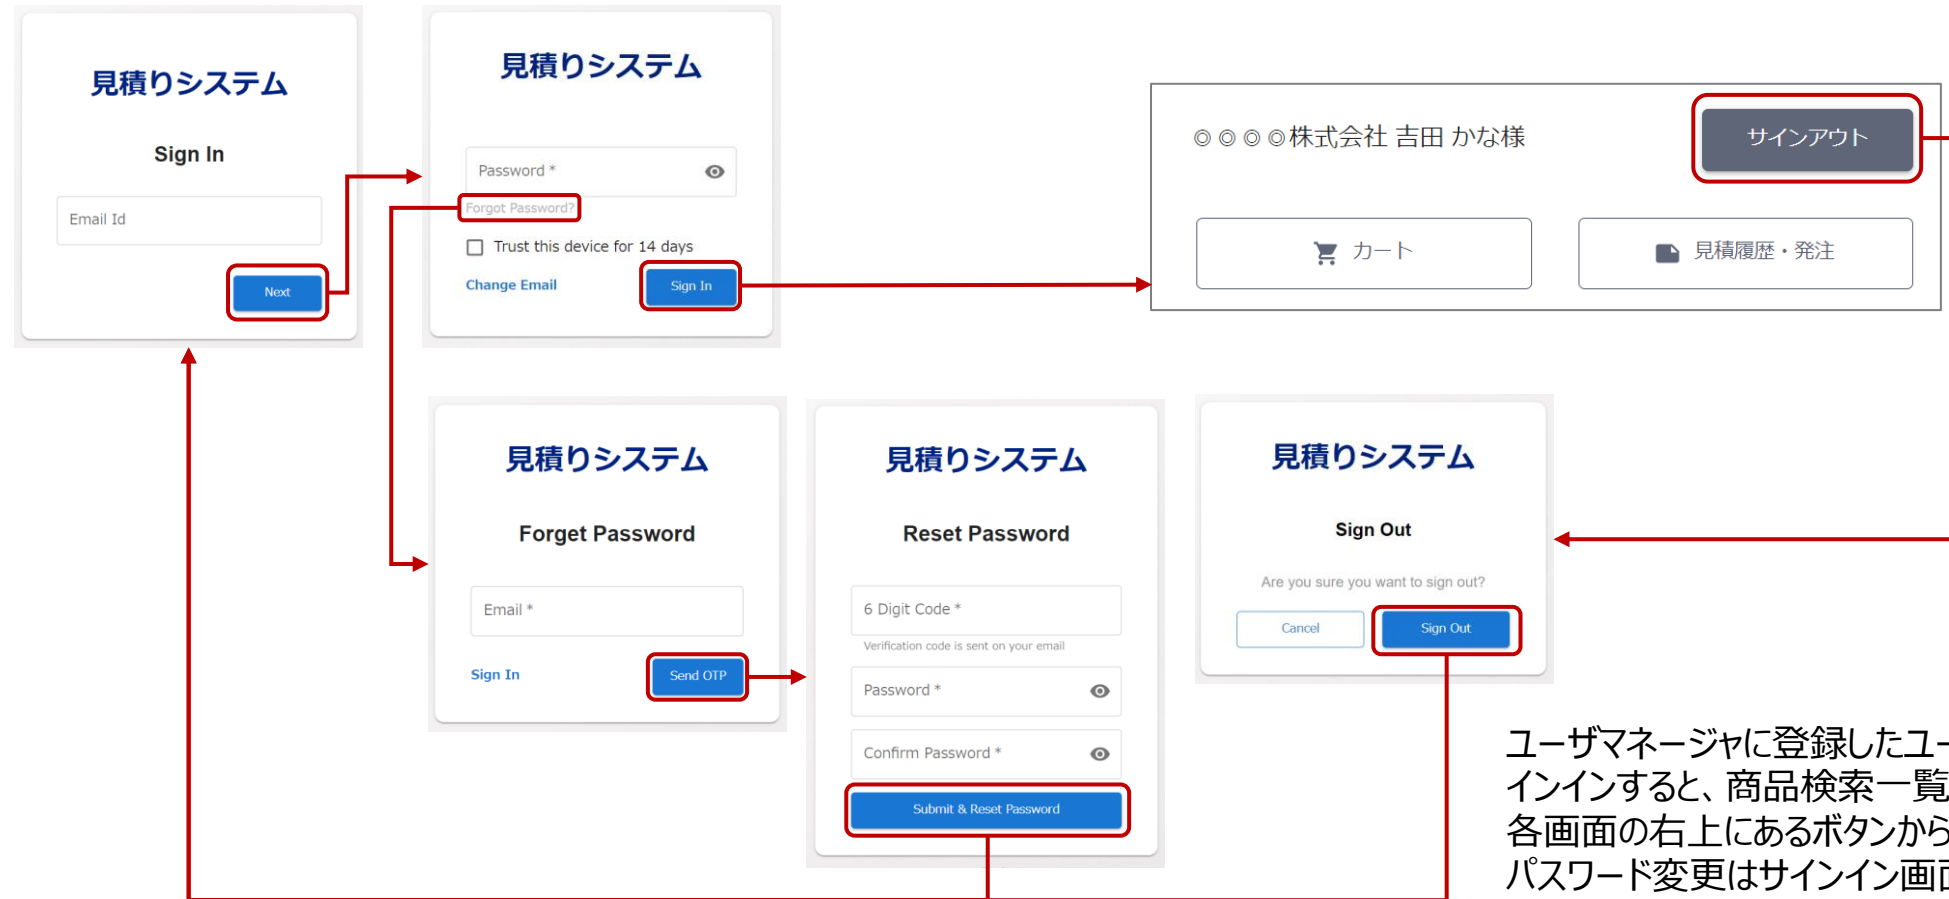 見積りシステム
Sign In
Email Id
Next
見積りシステム
Password *
Forgot Password?
Trust this device for 14 days
Change Email
Sign In
◎◎◎◎株式会社 吉田 かな様
サインアウト
カート
見積履歴・発注
見積りシステム
Forget Password
Email *
Sign In
Send OTP
見積りシステム
Reset Password
6 Digit Code *
Verification code is sent on your email
Password *
Confirm Password *
Submit & Reset Password
見積りシステム
Sign Out
Are you sure you want to sign out?
Cancel
Sign Out
ユーザマネージャに登録したユー
インインすると、商品検索一覧
各画面の右上にあるボタンから
パスワード変更はサインイン画面